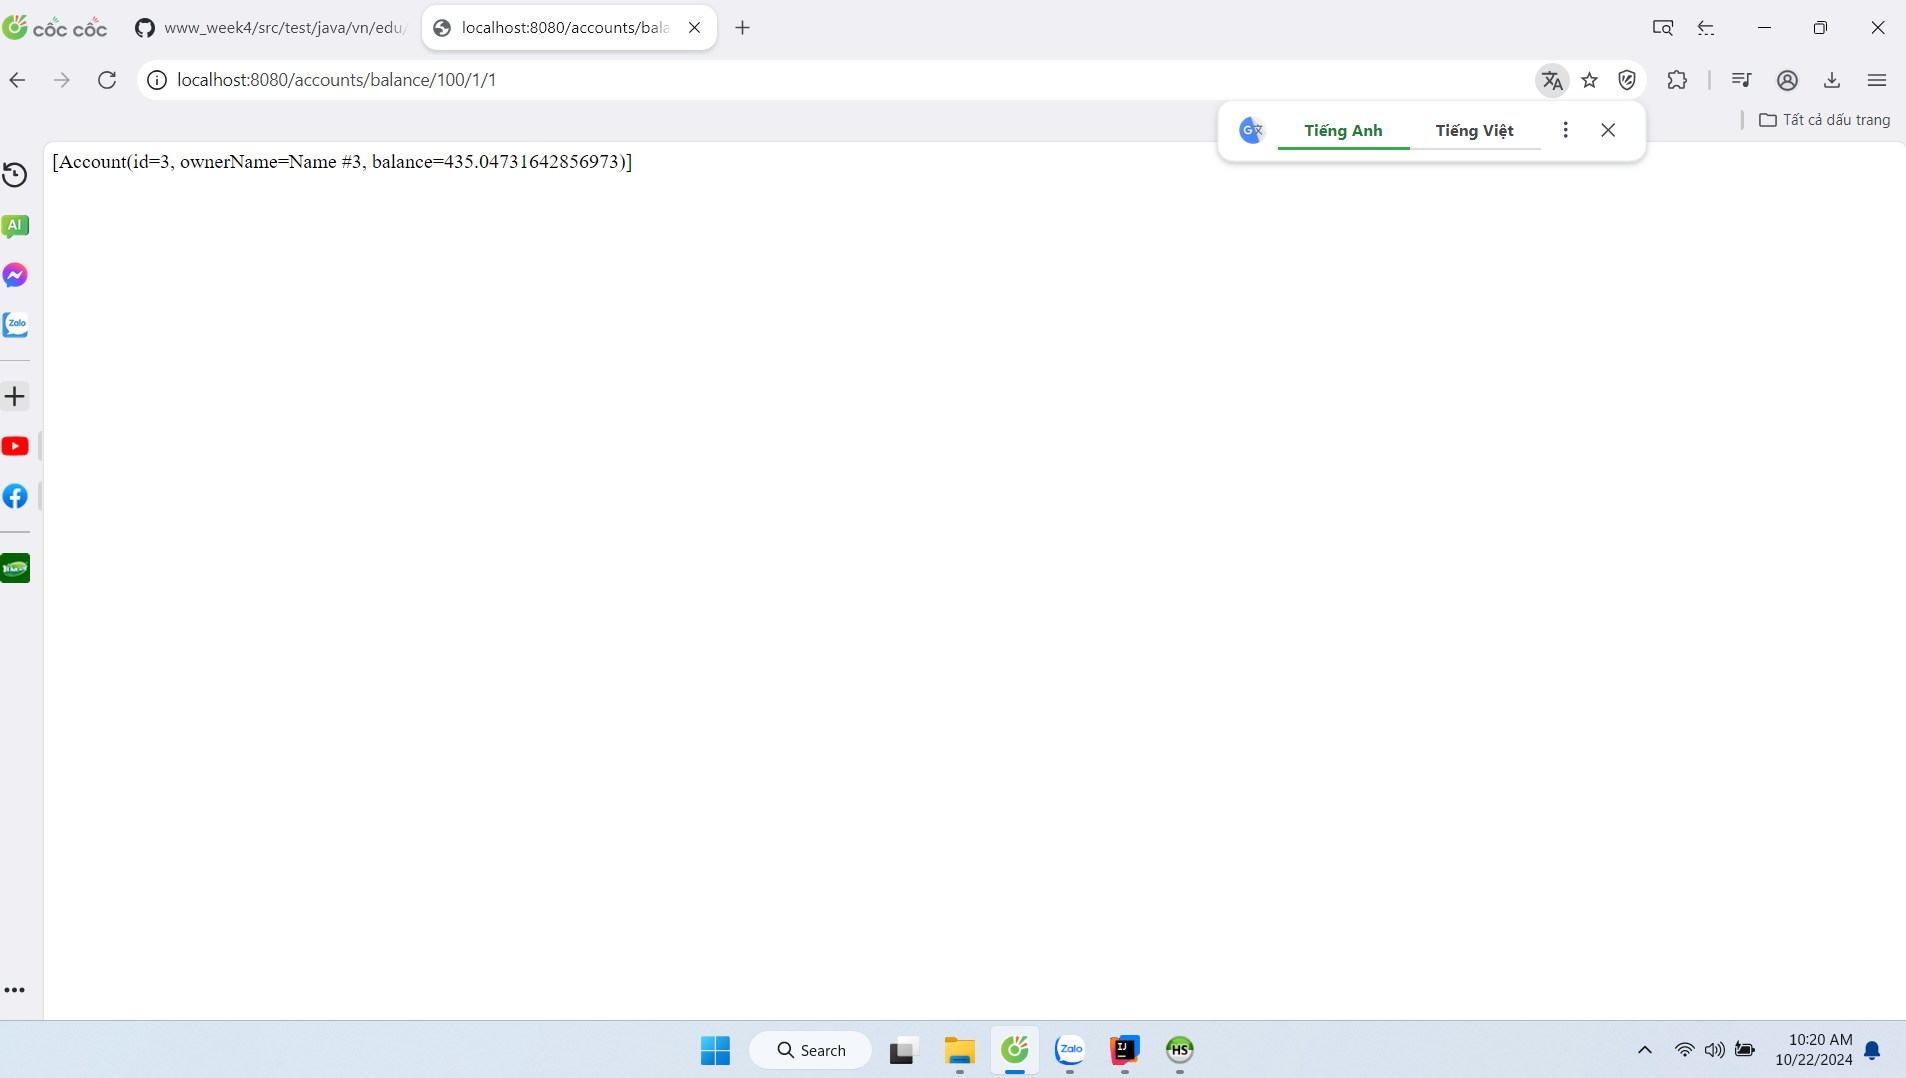 cốc cốc
www_week4/src/test/java/vn/edu/
localhost:8080/accounts/bala
localhost:8080/accounts/balance/100/1/1
Tiếng Anh
Tiếng Việt
Tất cả dấu trang
[Account(id=3, ownerName=Name #3, balance=435.04731642856973)]
AI
Zalo
Search
Zalo
IJ
HS
10:20 AM
10/22/2024